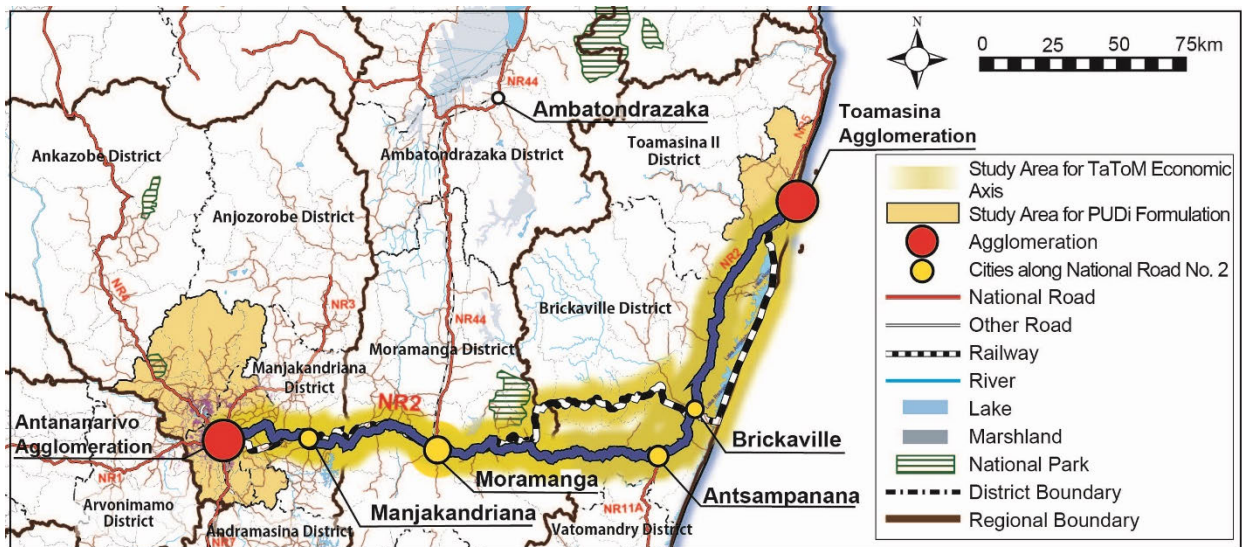 N
0 25 50 75km
NR44
Ambatondrazaka
Toamasina
Agglomeration
NR5
Ankazobe District
Ambatondrazaka District
Toamasina II
District
Anjozorobe District
NR2
NR4
NR3
NR44
Brickaville District
Moramanga District
Manjakandriana
District
NR2
Antananarivo
Agglomeration
Brickaville
Moramanga
Antsampanana
NR1
Manjakandriana
NR11A
Arvonimamo
District
Andramasina District
Vatomandry District
NR7
Study Area for TaToM Economic
Axis
Study Area for PUDi Formulation
Agglomeration
Cities along National Road No. 2
National Road
Other Road
Railway
River
Lake
Marshland
National Park
District Boundary
Regional Boundary